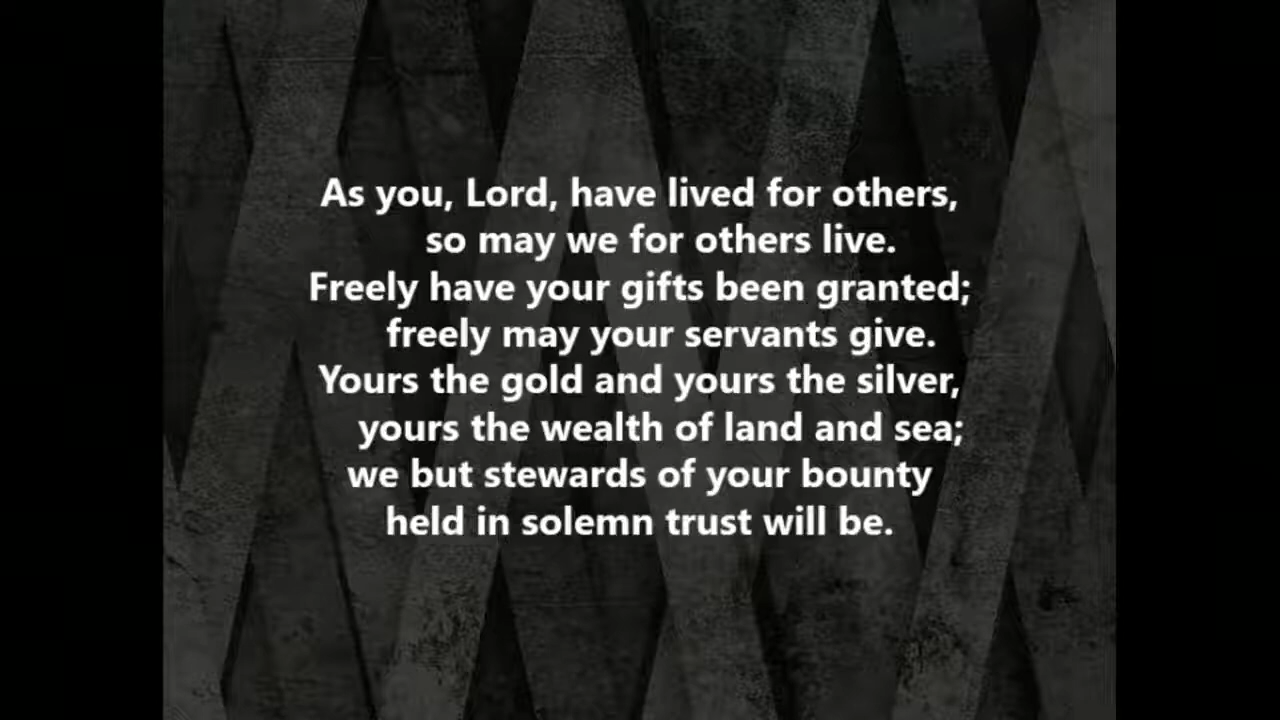 As you, Lord, have lived for others,
so may we for others live.
Freely have your gifts been granted;
freely may your servants give.
Yours the gold and yours the silver,
yours the wealth of land and sea;
we but stewards of your bounty
held in solemn trust will be.